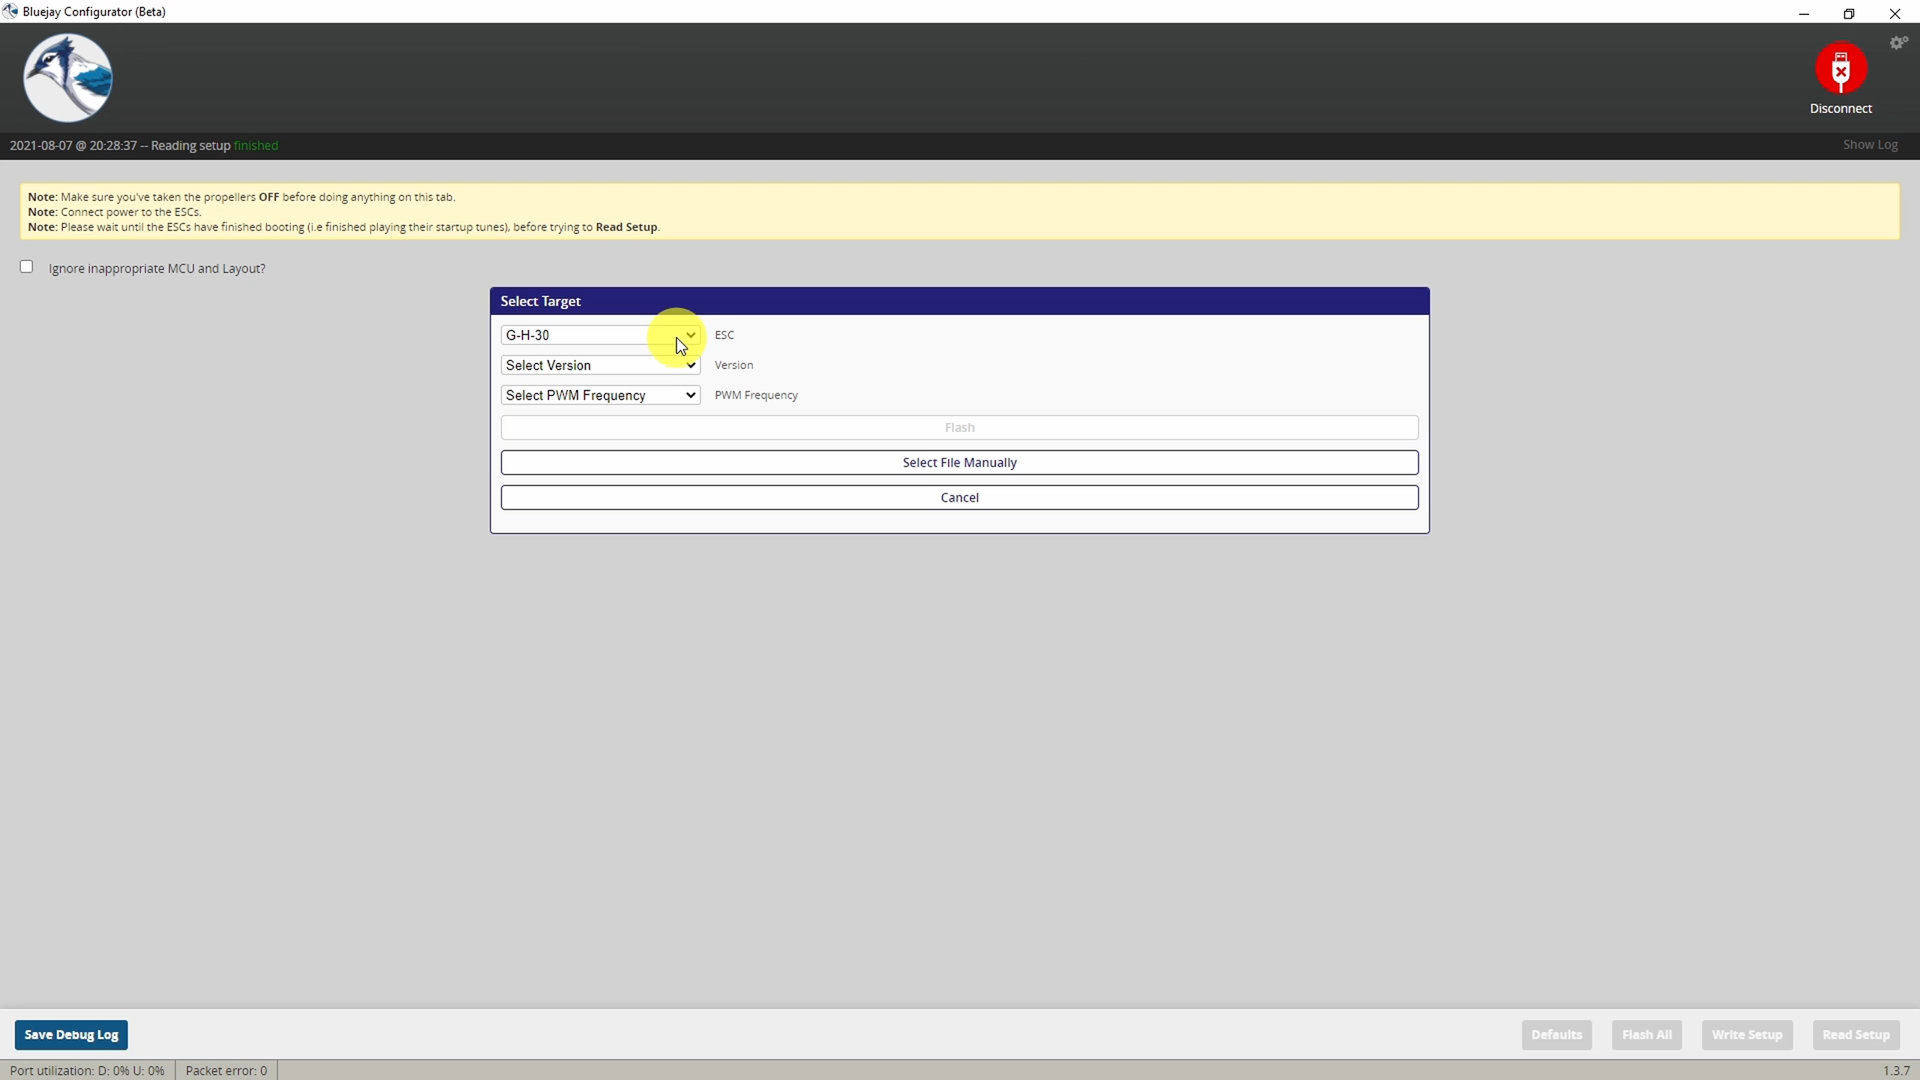 Bluejay Configurator (Beta)
Disconnect
2021-08-07 @ 20:28:37 -- Reading setup finished
Show Log
Note: Make sure you've taken the propellers OFF before doing anything on this tab.
Note: Connect power to the ESCs.
Note: Please wait until the ESCs have finished booting (i.e finished playing their startup tunes), before trying to Read Setup.
Ignore inappropriate MCU and Layout?
Select Target
G-H-30 ESC
Select Version Version
Select PWM Frequency PWM Frequency
Flash
Select File Manually
Cancel
Save Debug Log Defaults Flash All Write Setup Read Setup
Port utilization: D: 0% U: 0% Packet error: 0 1.3.7